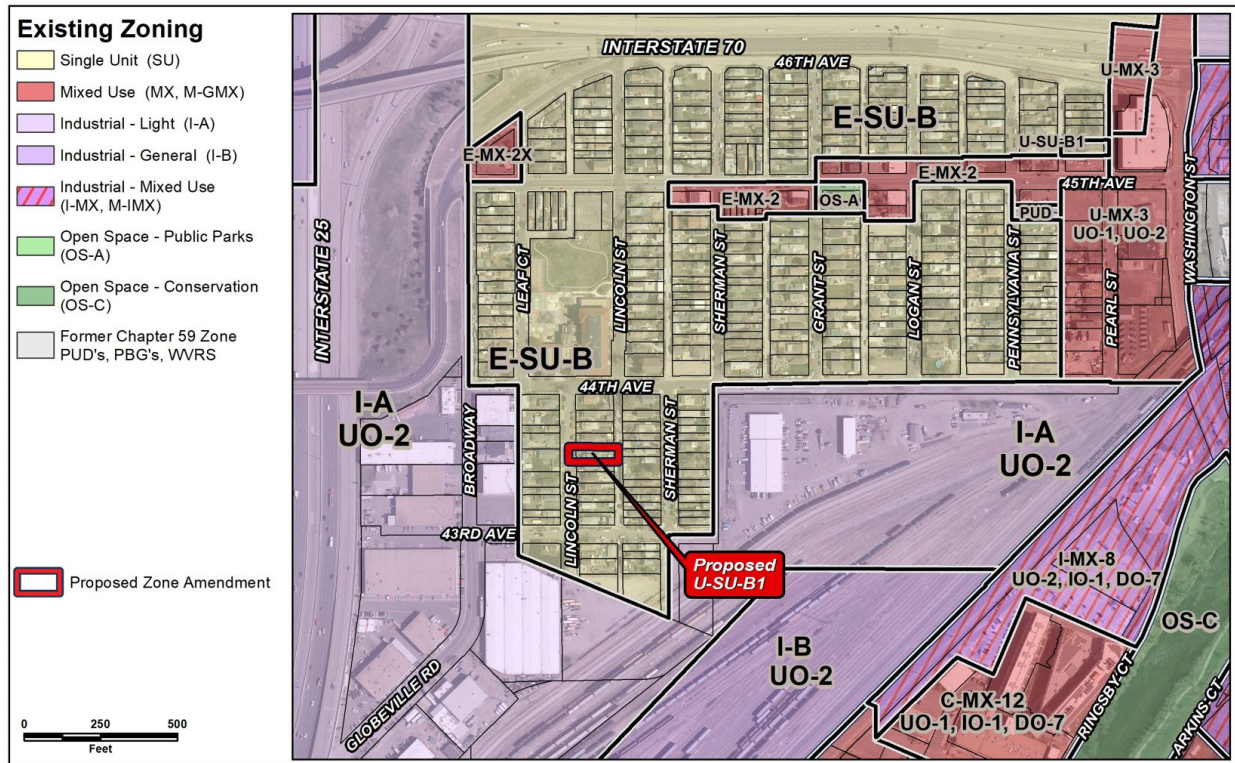 Existing Zoning
Single Unit (SU)
Mixed Use (MX, M-GMX)
Industrial - Light (I-A)
Industrial - General (I-B)
Industrial - Mixed Use
(I-MX, M-IMX)
Open Space - Public Parks
(OS-A)
Open Space - Conservation
(OS-C)
Former Chapter 59 Zone
PUD's, PBG's, WVRS
Proposed Zone Amendment
0 250 500
Feet
INTERSTATE 70
46TH AVE
U-MX-3
E-SU-B
E-MX-2X
U-SU-B1
E-MX-2
45TH AVE
E-MX-2
OS-A
PUD
U-MX-3
UO-1, UO-2
WASHINGTON ST
INTERSTATE 25
LEAF CT
LINCOLN ST
SHERMAN ST
GRANT ST
LOGAN ST
PENNSYLVANIA ST
PEARL ST
E-SU-B
44TH AVE
I-A
UO-2
BROADWAY
LINCOLN ST
SHERMAN ST
I-A
UO-2
43RD AVE
Proposed
U-SU-B1
I-MX-8
UO-2, IO-1, DO-7
OS-C
I-B
UO-2
GLOBEVILLE RD
C-MX-12
UO-1, IO-1, DO-7
RINGSBY CT
ARKINS CT